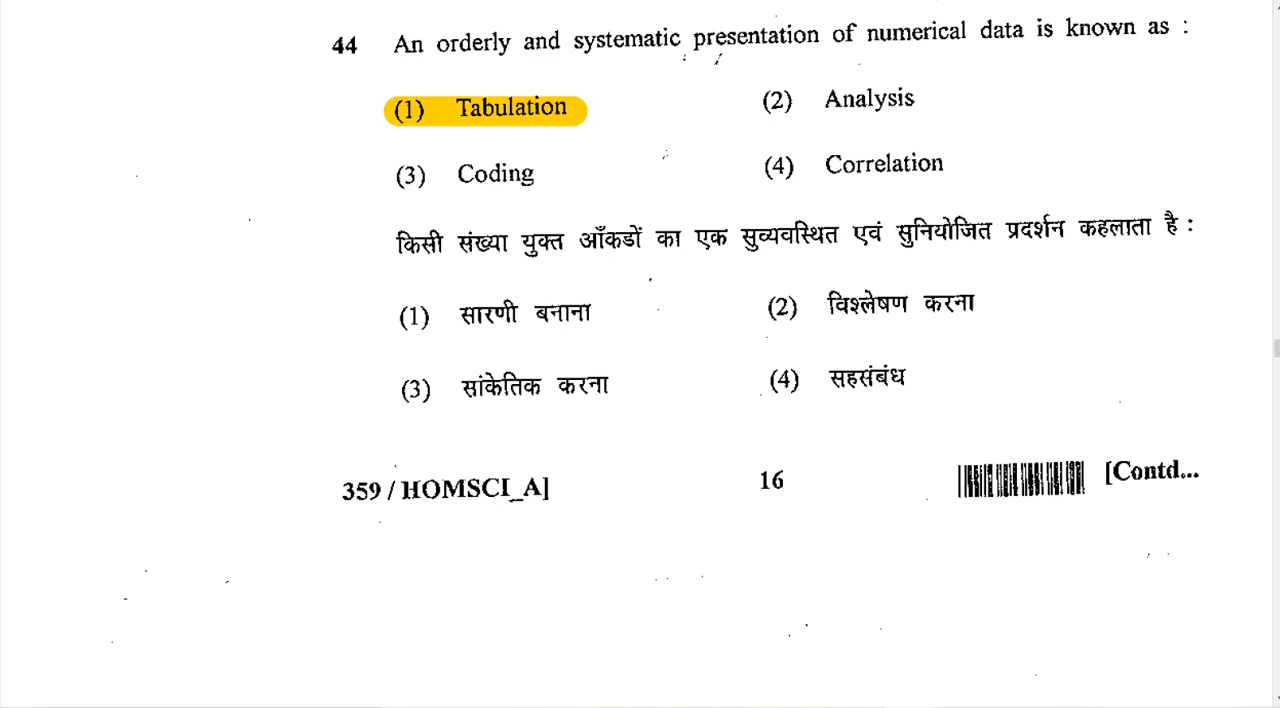 44 An orderly and systematic presentation of numerical data is known as :
(1) Tabulation (2) Analysis
(3) Coding (4) Correlation
किसी संख्या युक्त आँकडों का एक सुव्यवस्थित एवं सुनियोजित प्रदर्शन कहलाता है :
(1) सारणी बनाना (2) विश्लेषण करना
(3) सांकेतिक करना (4) सहसंबंध
359 / HOMSCI_A] 16 [Contd...